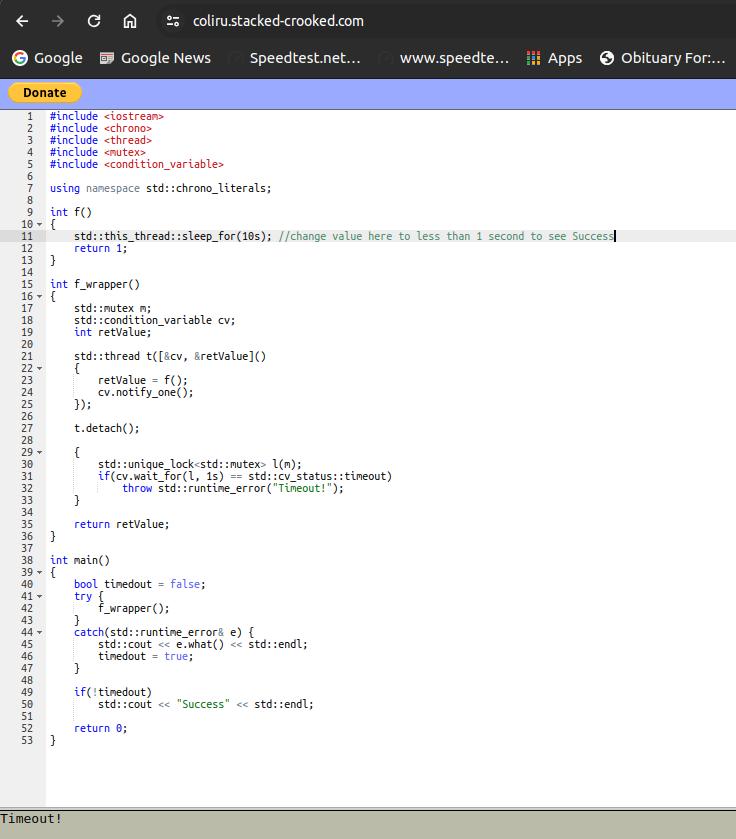 coliru.stacked-crooked.com
Google Google News Speedtest.net... www.speedte... Apps Obituary For:...
Donate
1 #include <iostream>
2 #include <chrono>
3 #include <thread>
4 #include <mutex>
5 #include <condition_variable>
6
7 using namespace std::chrono_literals;
8
9 int f()
10 {
11     std::this_thread::sleep_for(10s); //change value here to less than 1 second to see Success
12     return 1;
13 }
14
15 int f_wrapper()
16 {
17     std::mutex m;
18     std::condition_variable cv;
19     int retValue;
20
21     std::thread t([&cv, &retValue]()
22     {
23         retValue = f();
24         cv.notify_one();
25     });
26
27     t.detach();
28
29     {
30         std::unique_lock<std::mutex> l(m);
31         if(cv.wait_for(l, 1s) == std::cv_status::timeout)
32             throw std::runtime_error("Timeout!");
33     }
34
35     return retValue;
36 }
37
38 int main()
39 {
40     bool timedout = false;
41     try {
42         f_wrapper();
43     }
44     catch(std::runtime_error& e) {
45         std::cout << e.what() << std::endl;
46         timedout = true;
47     }
48
49     if(!timedout)
50         std::cout << "Success" << std::endl;
51
52     return 0;
53 }
Timeout!